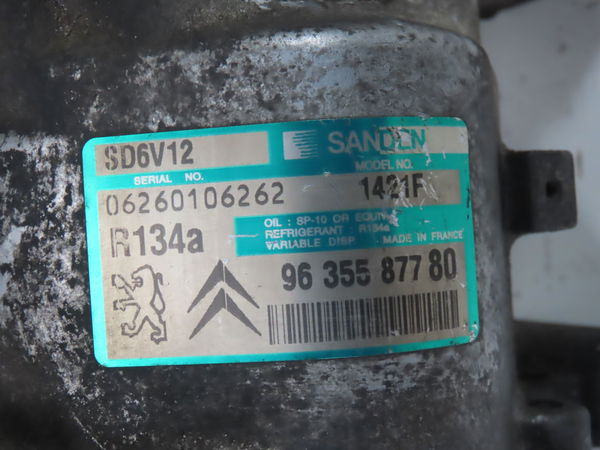 SD6V12 SANDEN
SERIAL NO. MODEL NO.
06260106262 1421F
R134a
OIL : SP-10 OR EQUIV
REFRIGERANT : R134a
VARIABLE DISP MADE IN FRANCE
96 355 877 80